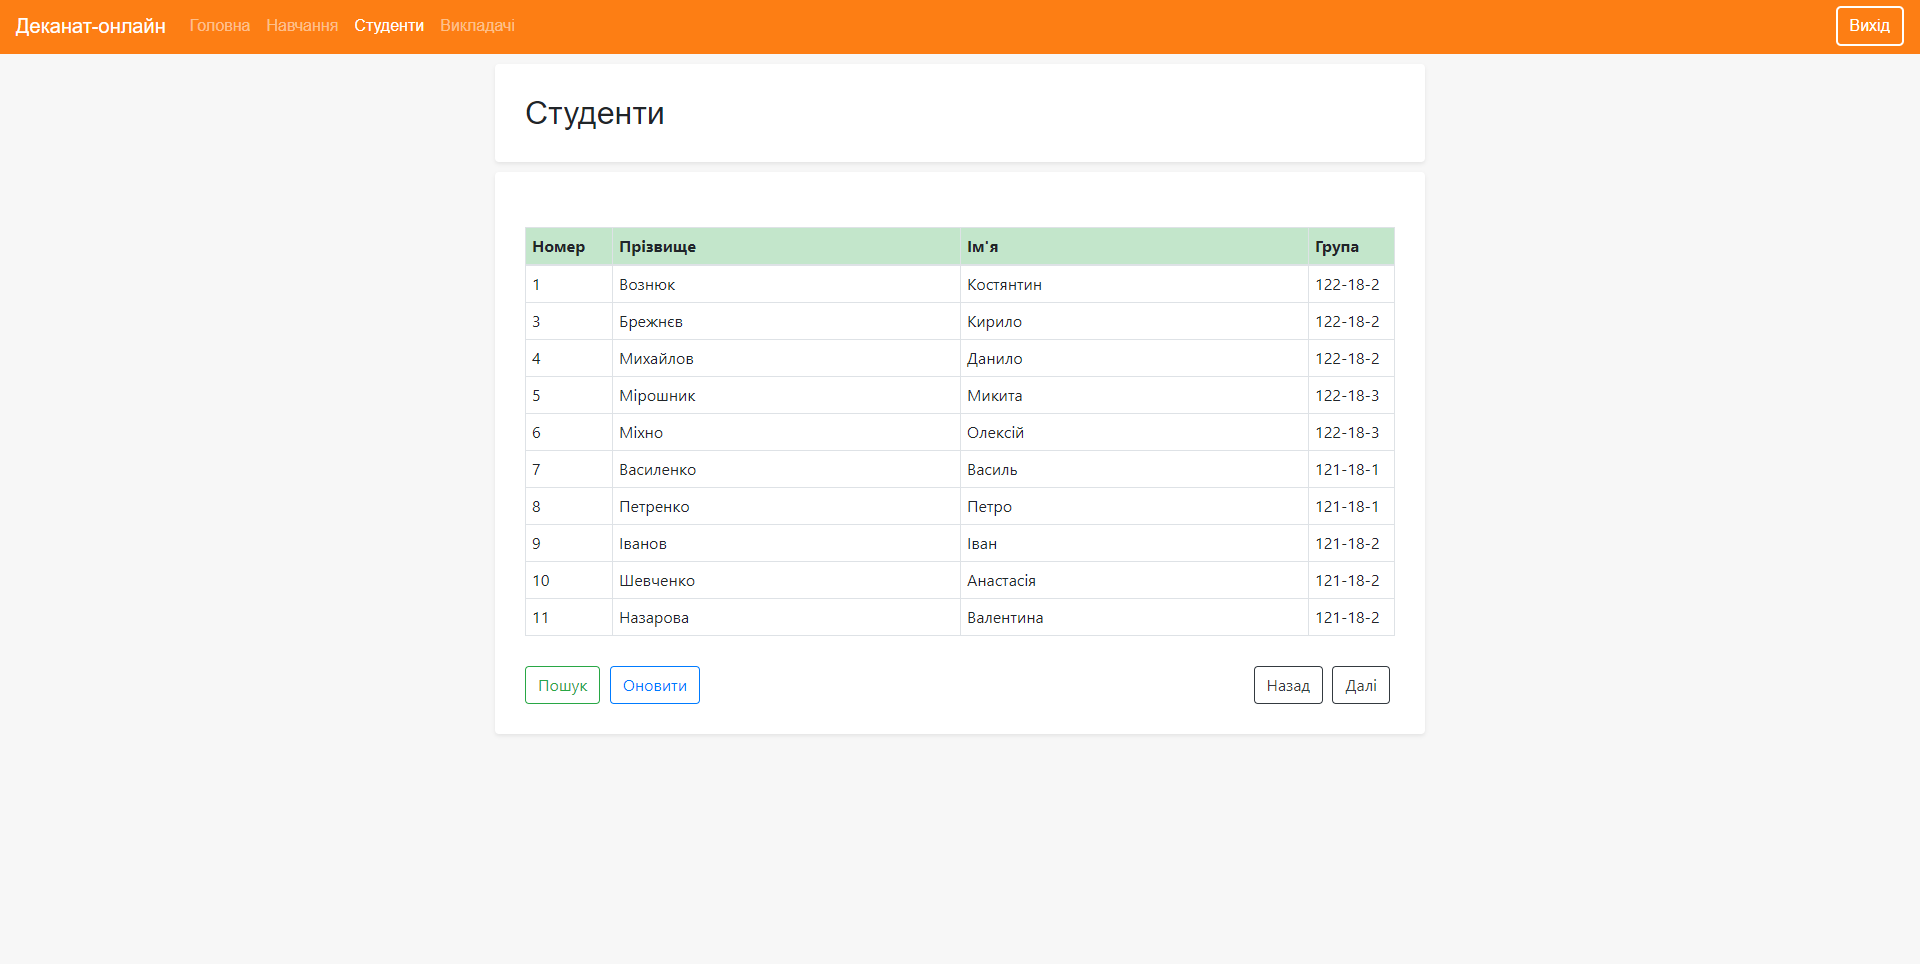 Деканат-онлайн Головна Навчання Студенти Викладачі Вихід
Студенти
Номер Прізвище Ім'я Група
1 Вознюк Костянтин 122-18-2
3 Брежнєв Кирило 122-18-2
4 Михайлов Данило 122-18-2
5 Мірошник Микита 122-18-3
6 Міхно Олексій 122-18-3
7 Василенко Василь 121-18-1
8 Петренко Петро 121-18-1
9 Іванов Іван 121-18-2
10 Шевченко Анастасія 121-18-2
11 Назарова Валентина 121-18-2
Пошук Оновити Назад Далі